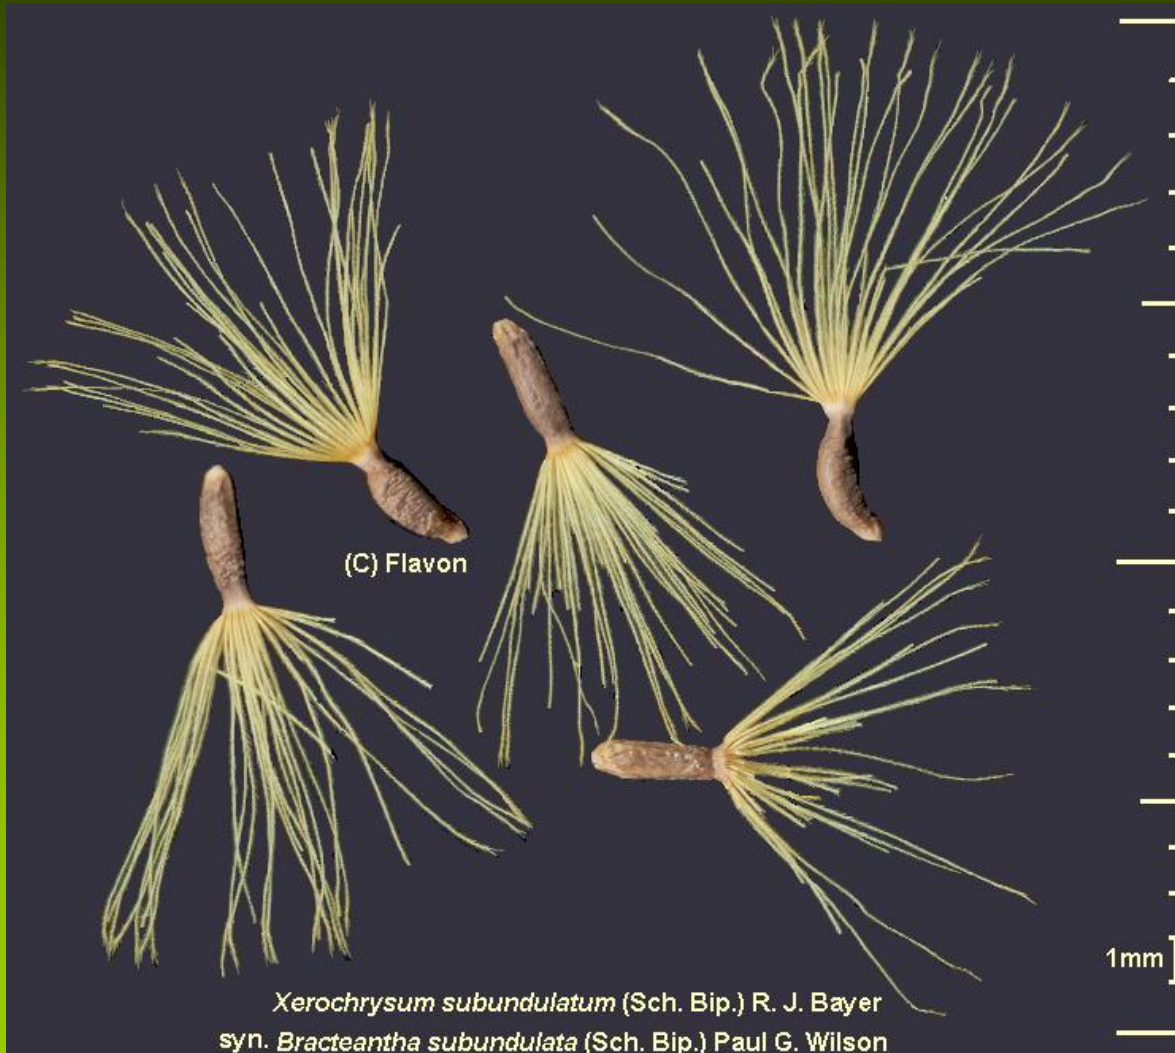 (C) Flavon
1mm
Xerochrysum subundulatum (Sch. Bip.) R. J. Bayer
syn. Bracteantha subundulata (Sch. Bip.) Paul G. Wilson